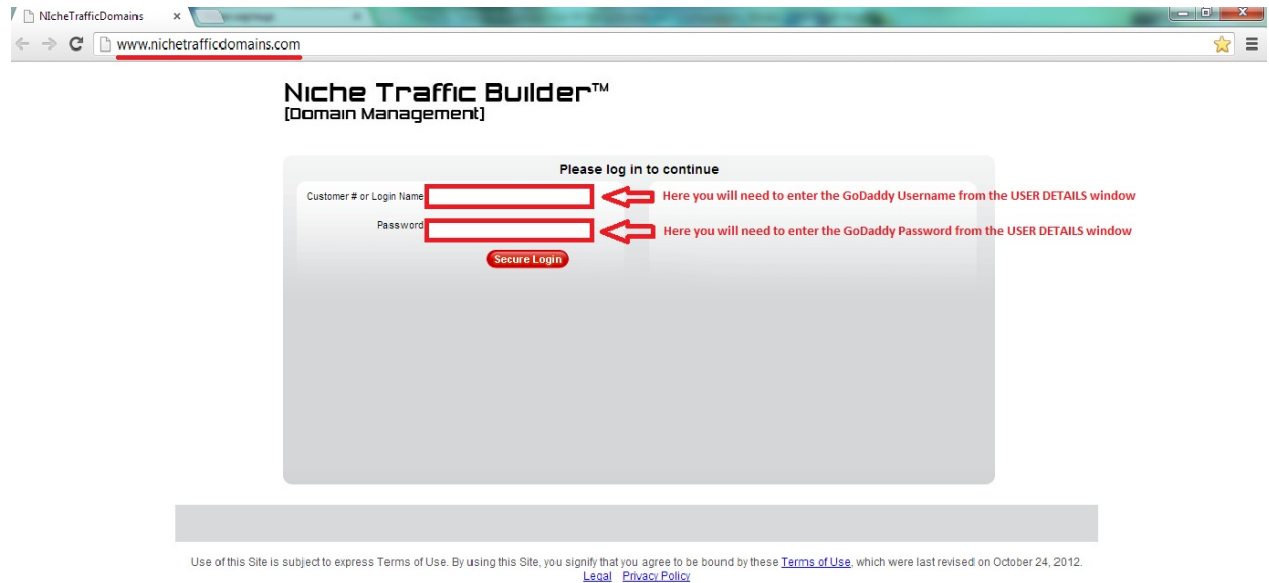 NIcheTrafficDomains
www.nichetrafficdomains.com
Niche Traffic Builder™
[Domain Management]
Please log in to continue
Customer # or Login Name
Here you will need to enter the GoDaddy Username from the USER DETAILS window
Password
Here you will need to enter the GoDaddy Password from the USER DETAILS window
Secure Login
Use of this Site is subject to express Terms of Use. By using this Site, you signify that you agree to be bound by these Terms of Use, which were last revised on October 24, 2012.
Legal Privacy Policy